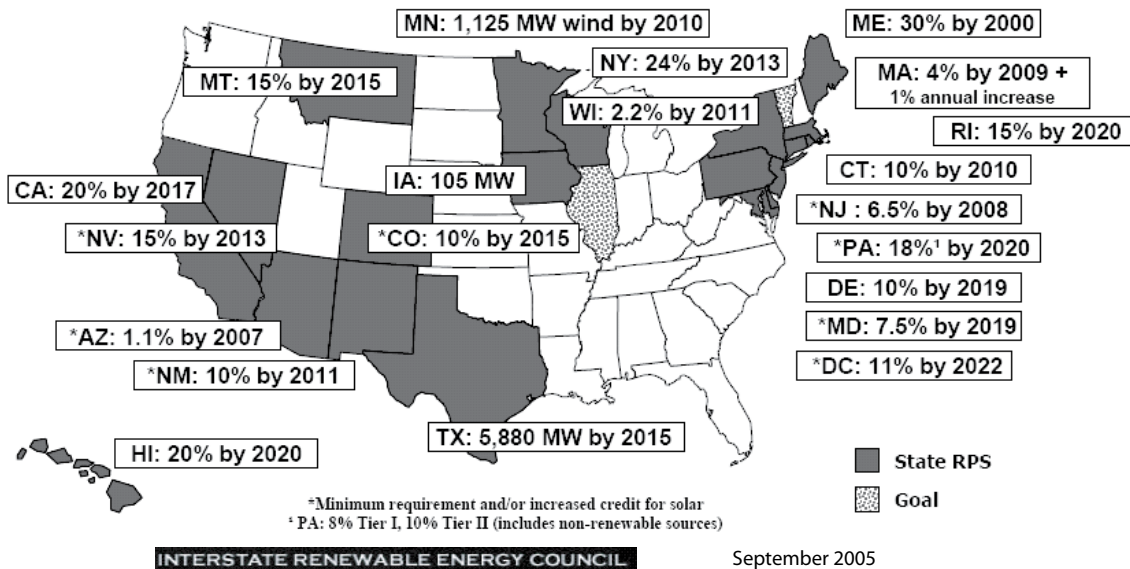 MN: 1,125 MW wind by 2010
ME: 30% by 2000
NY: 24% by 2013
MT: 15% by 2015
MA: 4% by 2009 +
1% annual increase
WI: 2.2% by 2011
RI: 15% by 2020
CT: 10% by 2010
IA: 105 MW
CA: 20% by 2017
*NJ : 6.5% by 2008
*NV: 15% by 2013
*CO: 10% by 2015
*PA: 18%¹ by 2020
DE: 10% by 2019
*AZ: 1.1% by 2007
*MD: 7.5% by 2019
*NM: 10% by 2011
*DC: 11% by 2022
TX: 5,880 MW by 2015
HI: 20% by 2020
State RPS
Goal
*Minimum requirement and/or increased credit for solar
¹ PA: 8% Tier I, 10% Tier II (includes non-renewable sources)
INTERSTATE RENEWABLE ENERGY COUNCIL
September 2005